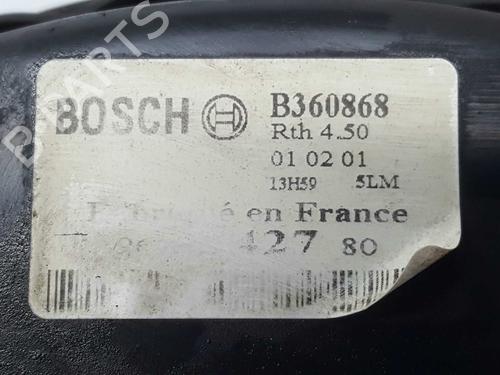 BOSCH B360868
Rth 4.50
01 02 01
13H59 5LM
en France
427 80